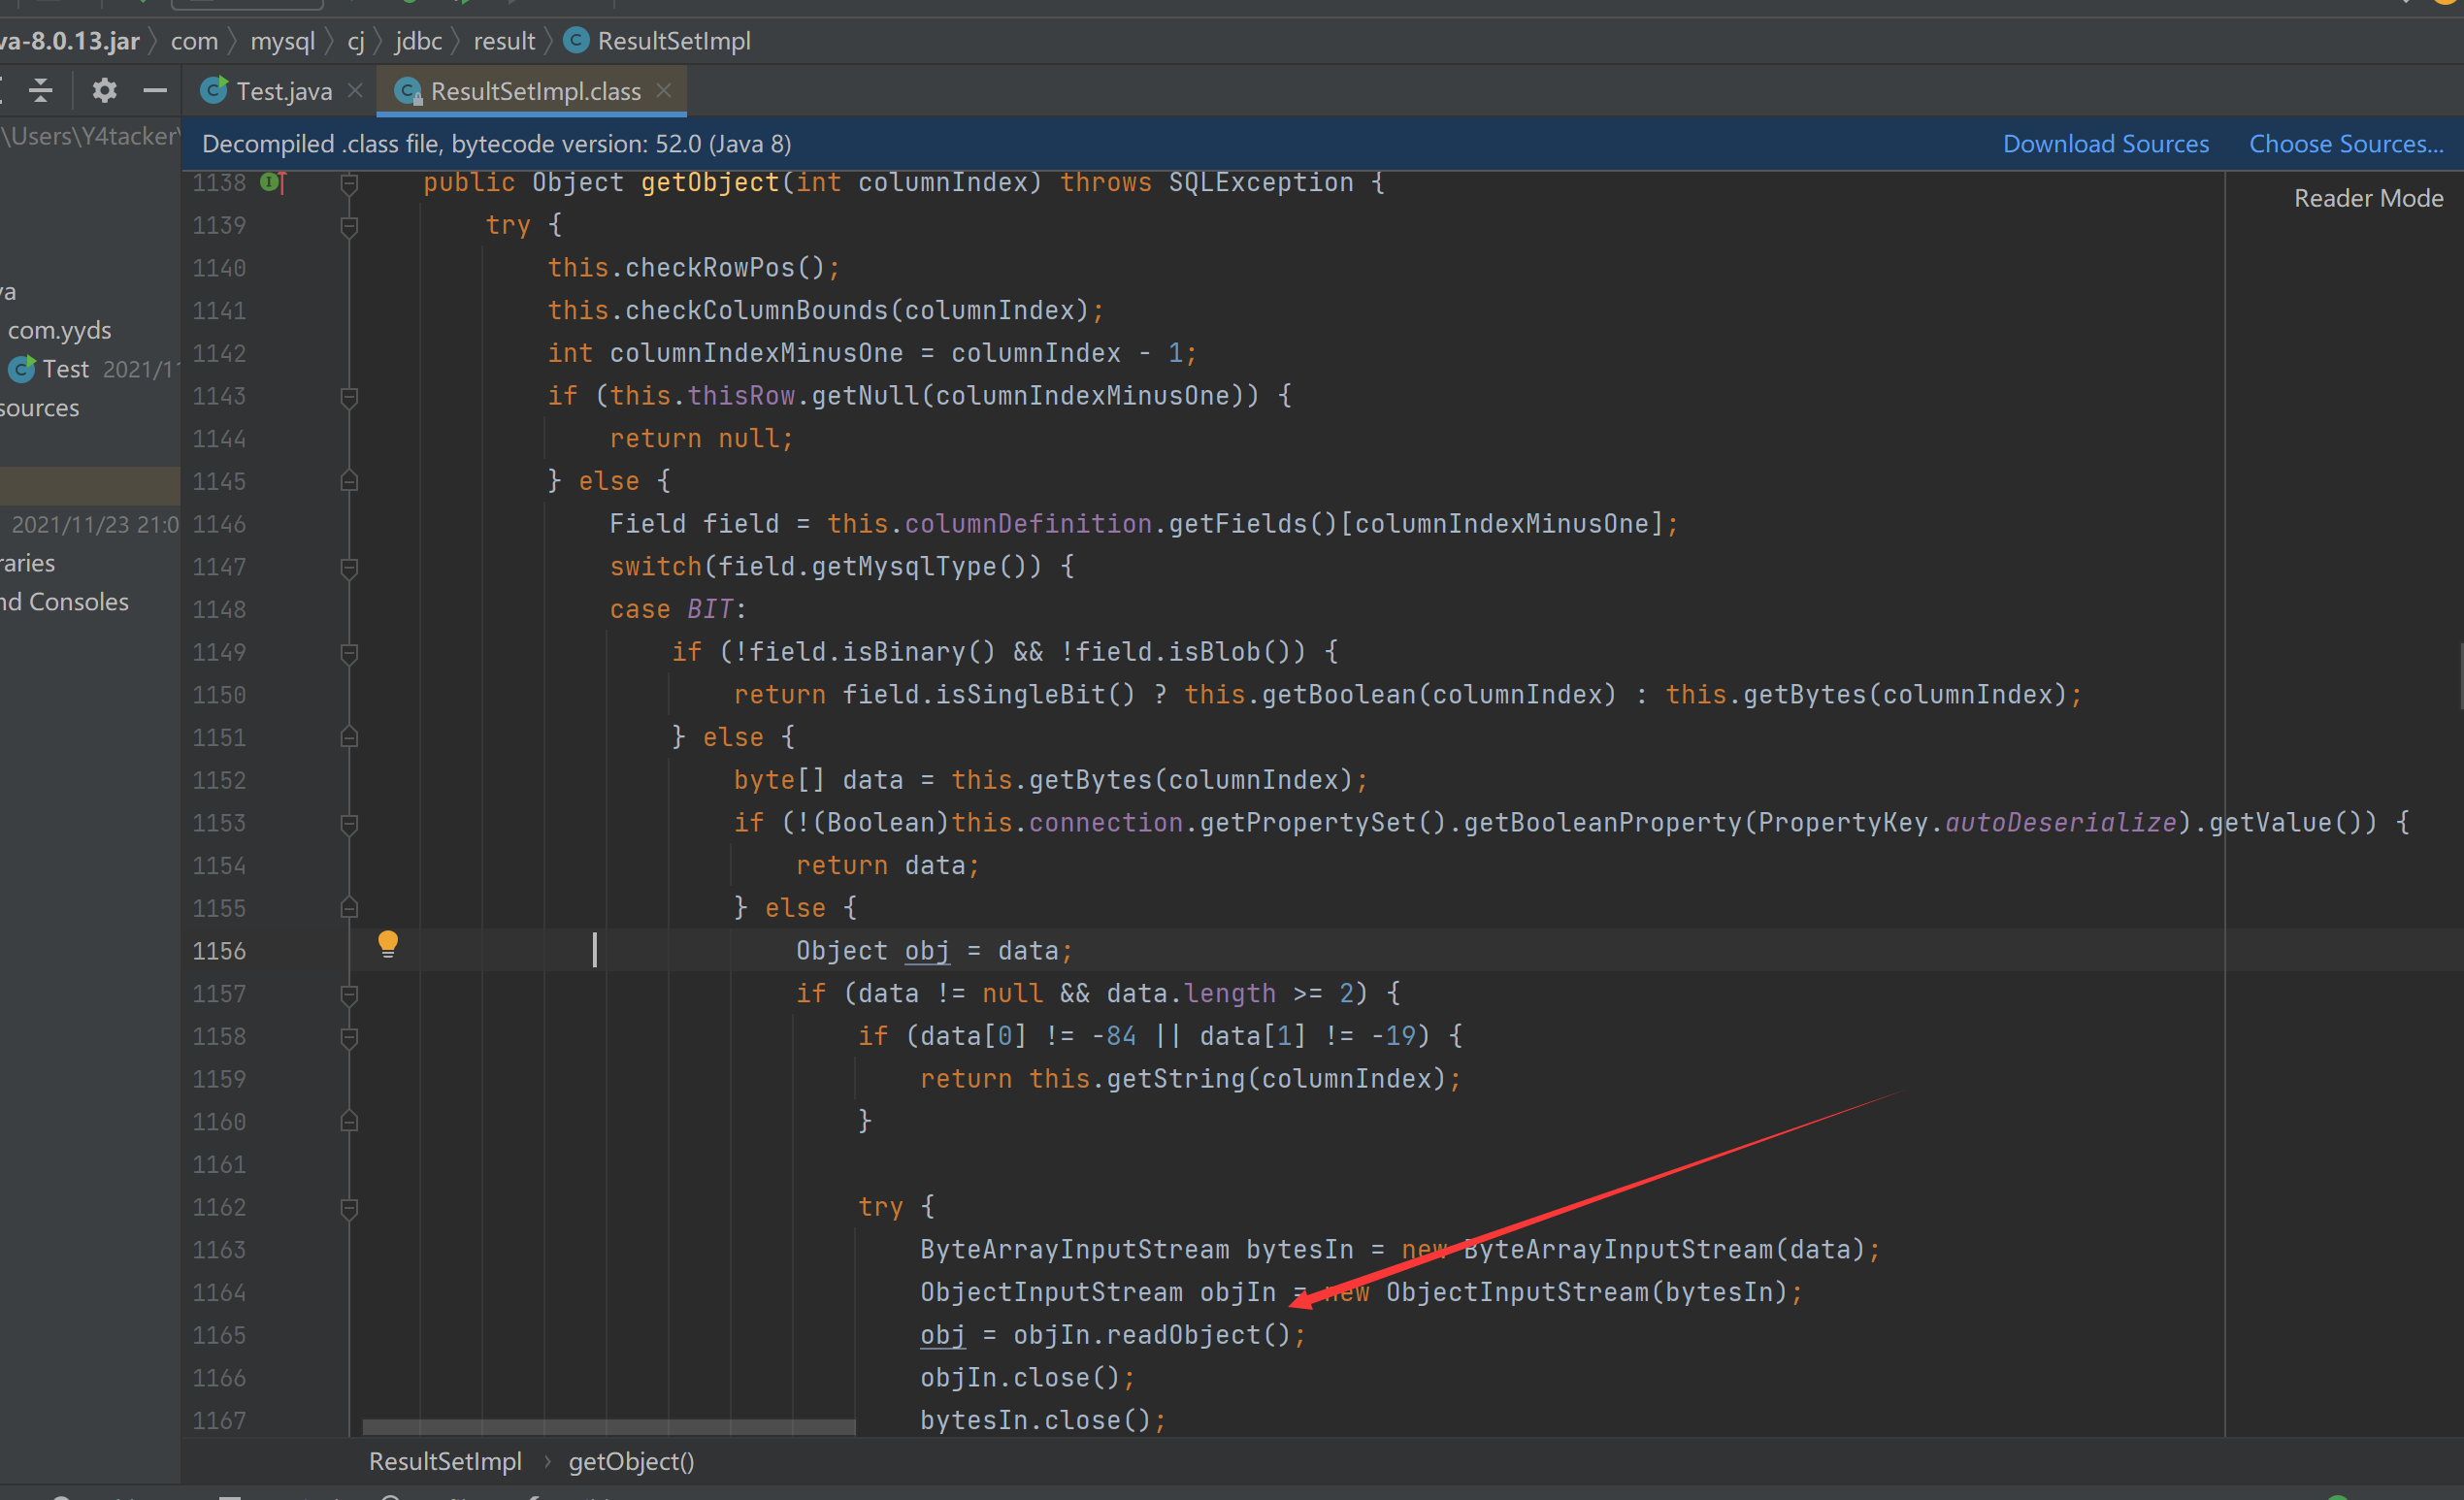 va-8.0.13.jar com mysql cj jdbc result ResultSetImpl
Test.java ResultSetImpl.class
\Users\Y4tacker\
Decompiled .class file, bytecode version: 52.0 (Java 8) Download Sources Choose Sources...
Reader Mode
va
com.yyds
Test 2021/11
sources
2021/11/23 21:0
raries
nd Consoles
1138 public Object getObject(int columnIndex) throws SQLException {
1139 try {
1140 this.checkRowPos();
1141 this.checkColumnBounds(columnIndex);
1142 int columnIndexMinusOne = columnIndex - 1;
1143 if (this.thisRow.getNull(columnIndexMinusOne)) {
1144 return null;
1145 } else {
1146 Field field = this.columnDefinition.getFields()[columnIndexMinusOne];
1147 switch(field.getMysqlType()) {
1148 case BIT:
1149 if (!field.isBinary() && !field.isBlob()) {
1150 return field.isSingleBit() ? this.getBoolean(columnIndex) : this.getBytes(columnIndex);
1151 } else {
1152 byte[] data = this.getBytes(columnIndex);
1153 if (!(Boolean)this.connection.getPropertySet().getBooleanProperty(PropertyKey.autoDeserialize).getValue()) {
1154 return data;
1155 } else {
1156 Object obj = data;
1157 if (data != null && data.length >= 2) {
1158 if (data[0] != -84 || data[1] != -19) {
1159 return this.getString(columnIndex);
1160 }
1161
1162 try {
1163 ByteArrayInputStream bytesIn = new ByteArrayInputStream(data);
1164 ObjectInputStream objIn = new ObjectInputStream(bytesIn);
1165 obj = objIn.readObject();
1166 objIn.close();
1167 bytesIn.close();
ResultSetImpl getObject()